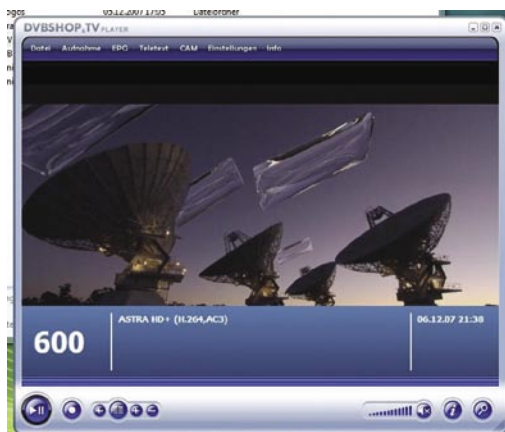 05.12.2007 17:05 Dateiordner
DVBSHOP.TV PLAYER
Datei Aufnahme EPG Teletext CAM Einstellungen Info
600
ASTRA HD+ (H.264,AC3)
06.12.07 21:38